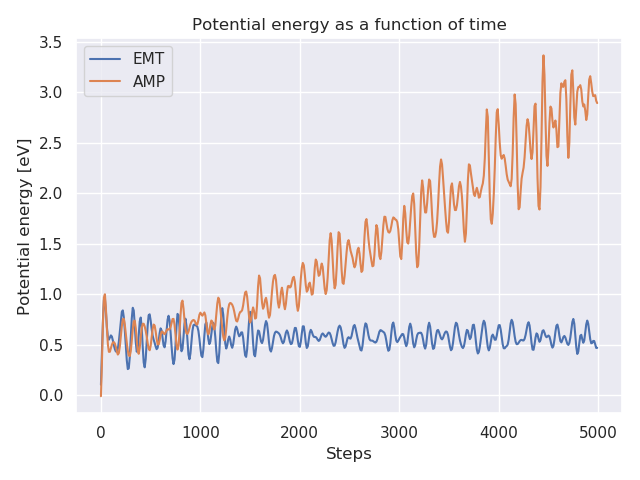 Potential energy as a function of time
3.5
3.0
2.5
2.0
1.5
1.0
0.5
0.0
Potential energy [eV]
EMT
AMP
0 1000 2000 3000 4000 5000
Steps